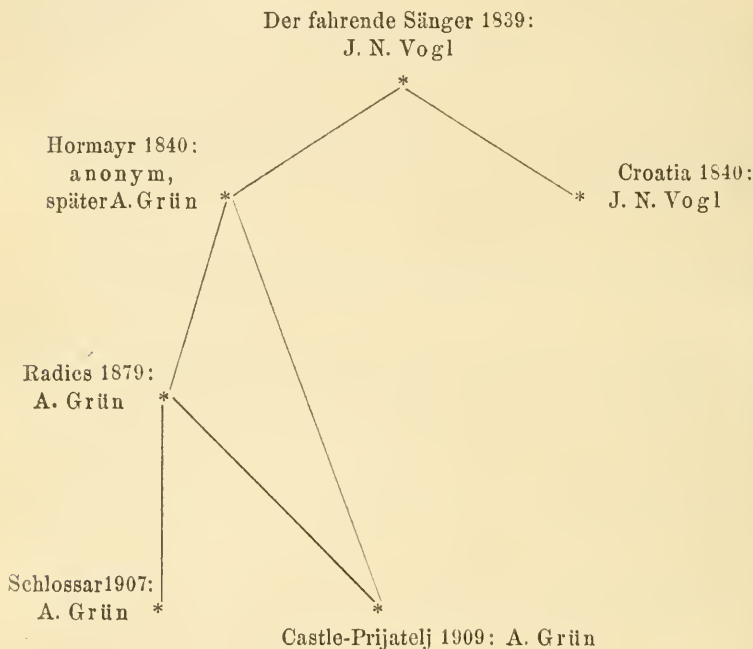 Der fahrende Sänger 1839:
J. N. Vogl
*
Hormayr 1840:
anonym,
später A. Grün *
Croatia 1840:
* J. N. Vogl
Radics 1879:
A. Grün *
Schlossar 1907:
A. Grün *
*
Castle-Prijatelj 1909: A. Grün